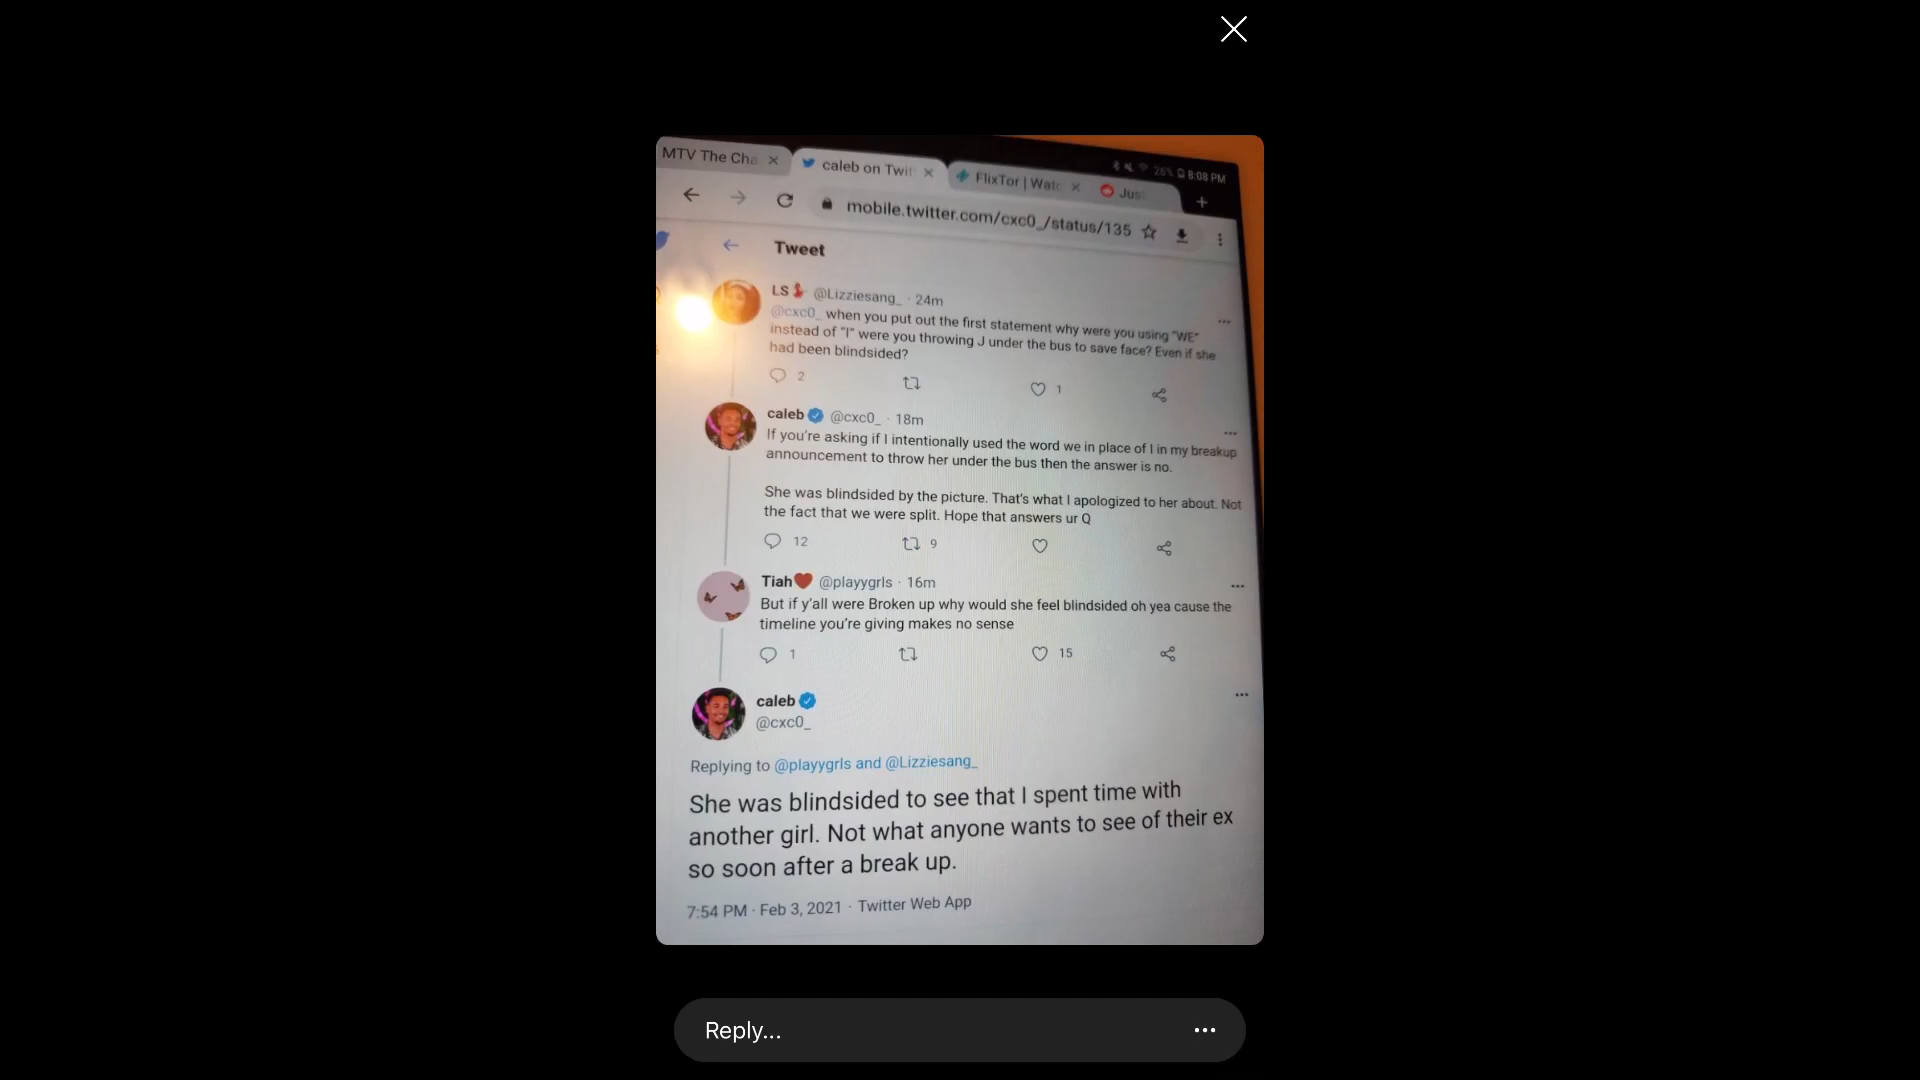 MTV The Cha
caleb on Twit
FlixTor | Watc
Jus
26% 8:08 PM
mobile.twitter.com/cxc0_/status/135
Tweet
LS💃 @Lizziesang_ · 24m
@cxc0_ when you put out the first statement why were you using "WE"
instead of "I" were you throwing J under the bus to save face? Even if she
had been blindsided?
2
1
caleb @cxc0_ · 18m
If you're asking if I intentionally used the word we in place of I in my breakup
announcement to throw her under the bus then the answer is no.
She was blindsided by the picture. That's what I apologized to her about. Not
the fact that we were split. Hope that answers ur Q
12
9
Tiah❤️ @playygrls · 16m
But if y'all were Broken up why would she feel blindsided oh yea cause the
timeline you're giving makes no sense
1
15
caleb
@cxc0_
Replying to @playygrls and @Lizziesang_
She was blindsided to see that I spent time with
another girl. Not what anyone wants to see of their ex
so soon after a break up.
7:54 PM · Feb 3, 2021 · Twitter Web App
Reply...